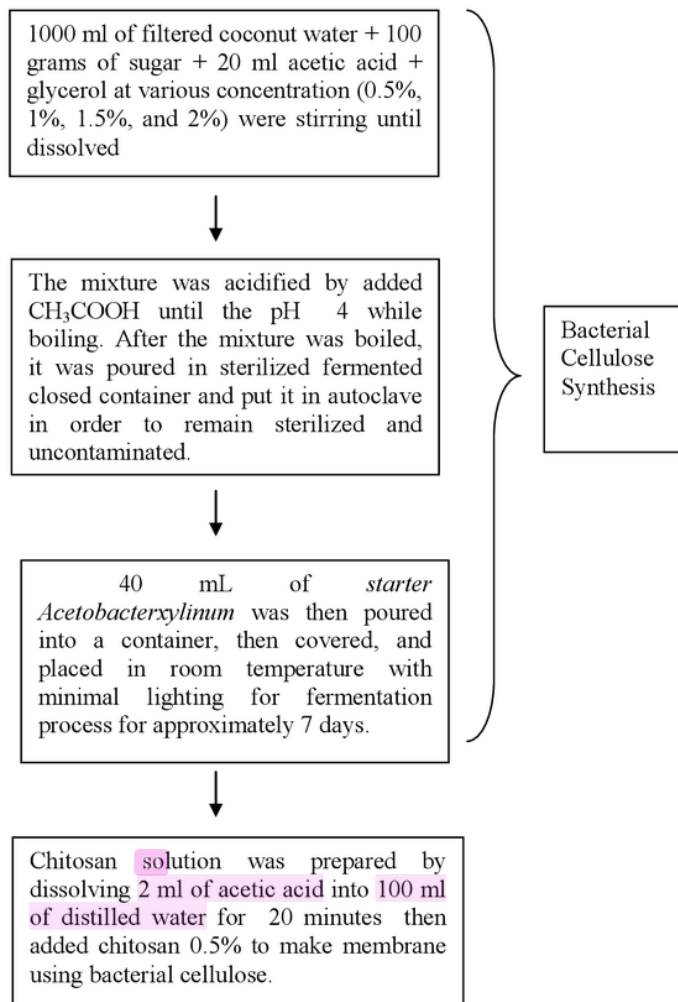 1000 ml of filtered coconut water + 100
grams of sugar + 20 ml acetic acid +
glycerol at various concentration (0.5%,
1%, 1.5%, and 2%) were stirring until
dissolved
The mixture was acidified by added
CH₃COOH until the pH 4 while
boiling. After the mixture was boiled,
it was poured in sterilized fermented
closed container and put it in autoclave
in order to remain sterilized and
uncontaminated.
40 mL of starter
Acetobacterxylinum was then poured
into a container, then covered, and
placed in room temperature with
minimal lighting for fermentation
process for approximately 7 days.
Bacterial
Cellulose
Synthesis
Chitosan solution was prepared by
dissolving 2 ml of acetic acid into 100 ml
of distilled water for 20 minutes then
added chitosan 0.5% to make membrane
using bacterial cellulose.